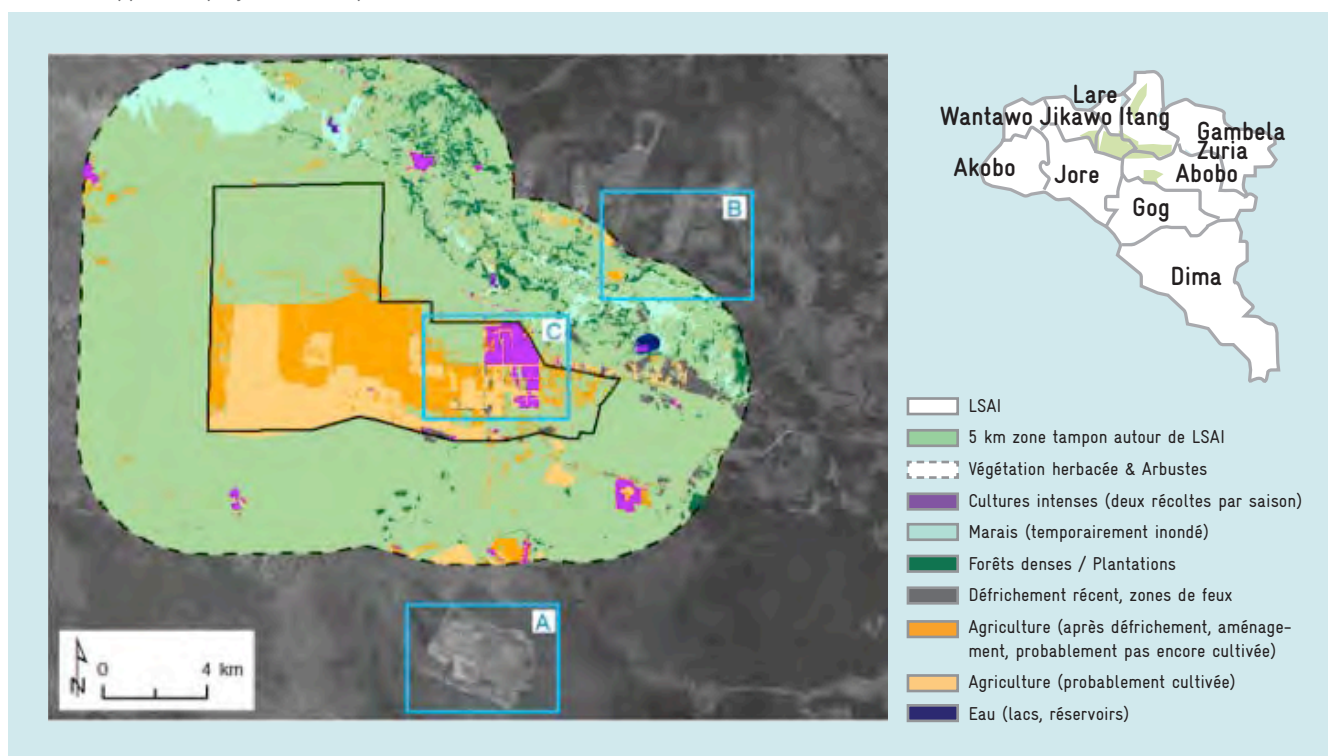 B
C
A
N
0 4 km
Lare
Wantawo Jikawo Itang
Gambela
Zuria
Akobo
Jore
Abobo
Gog
Dima
LSAI
5 km zone tampon autour de LSAI
Végétation herbacée & Arbustes
Cultures intenses (deux récoltes par saison)
Marais (temporairement inondé)
Forêts denses / Plantations
Défrichement récent, zones de feux
Agriculture (après défrichement, aménage-
ment, probablement pas encore cultivée)
Agriculture (probablement cultivée)
Eau (lacs, réservoirs)